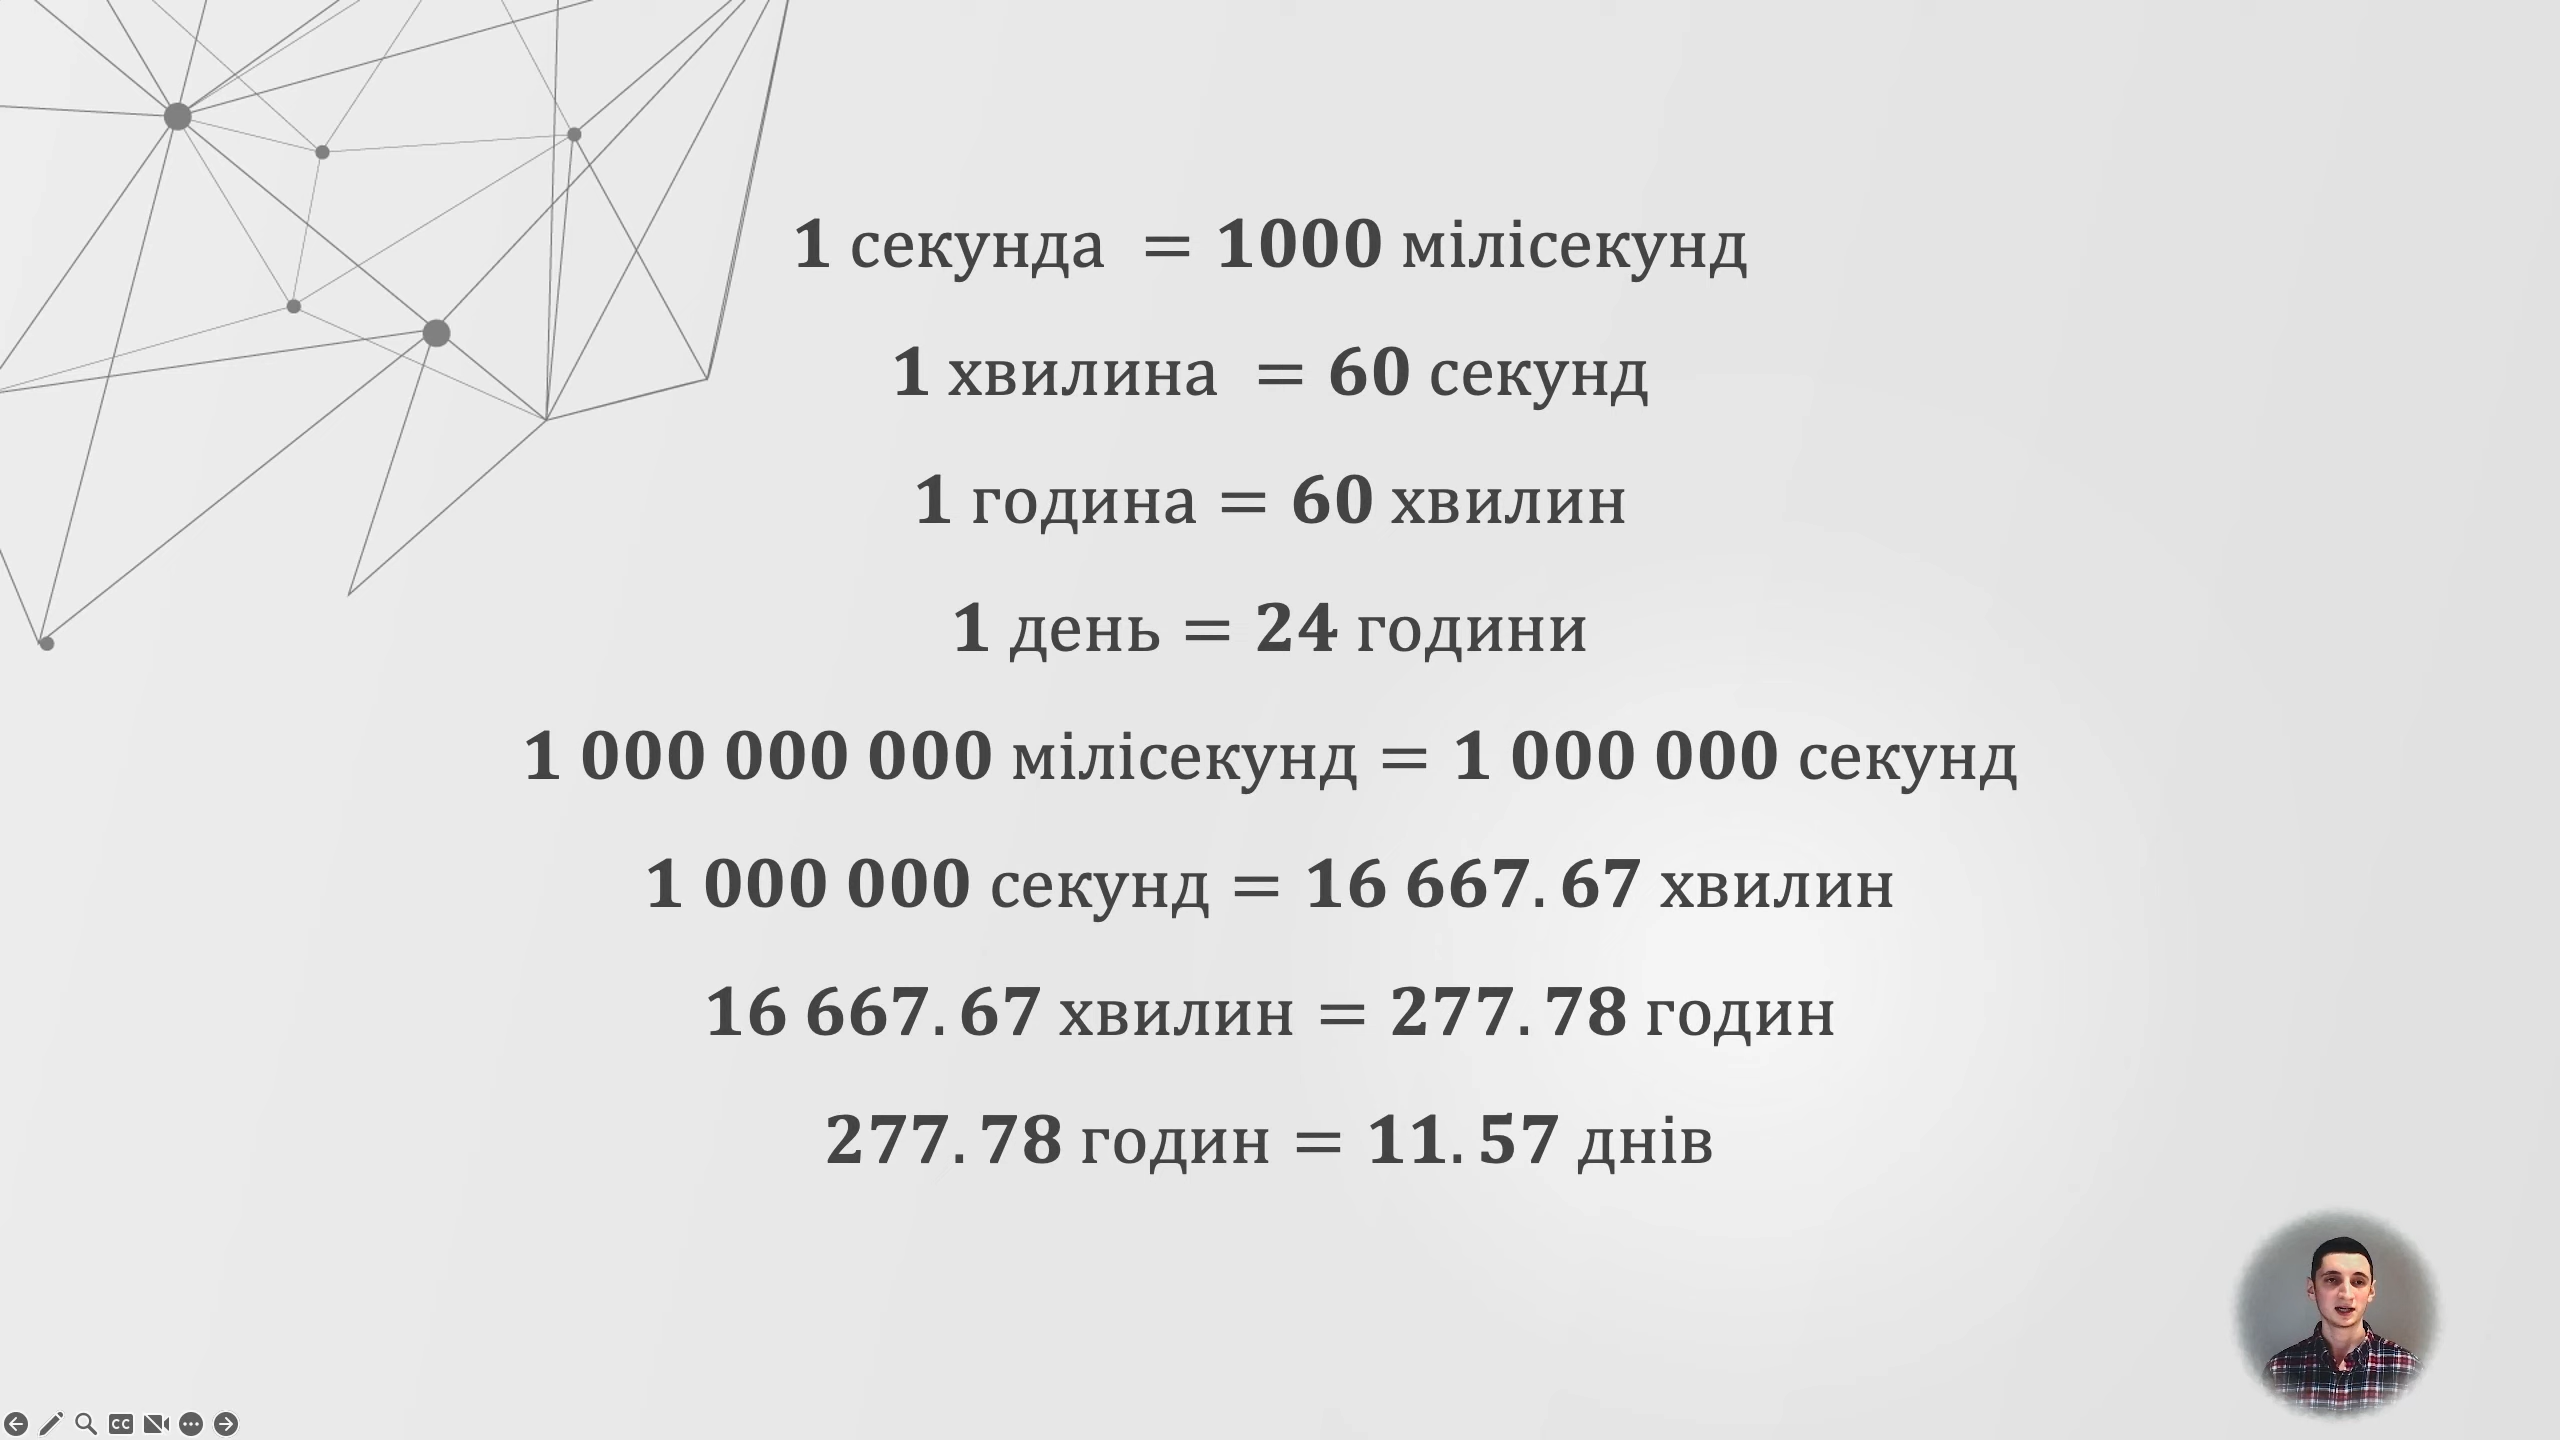 1 секунда = 1000 мілісекунд
1 хвилина = 60 секунд
1 година = 60 хвилин
1 день = 24 години
1 000 000 000 мілісекунд = 1 000 000 секунд
1 000 000 секунд = 16 667.67 хвилин
16 667.67 хвилин = 277.78 годин
277.78 годин = 11.57 днів
CC